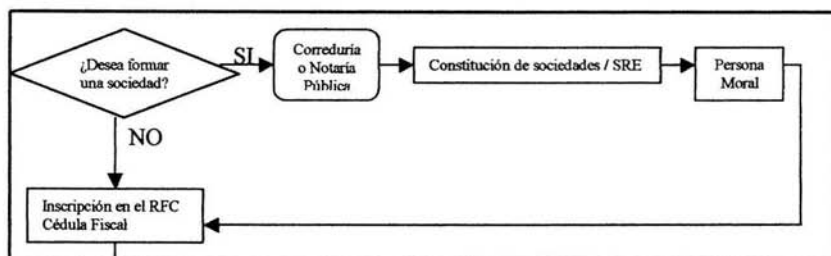 ¿Desea formar
una sociedad?
SI
Correduría
o Notaría
Pública
Constitución de sociedades / SRE
Persona
Moral
NO
Inscripción en el RFC
Cédula Fiscal